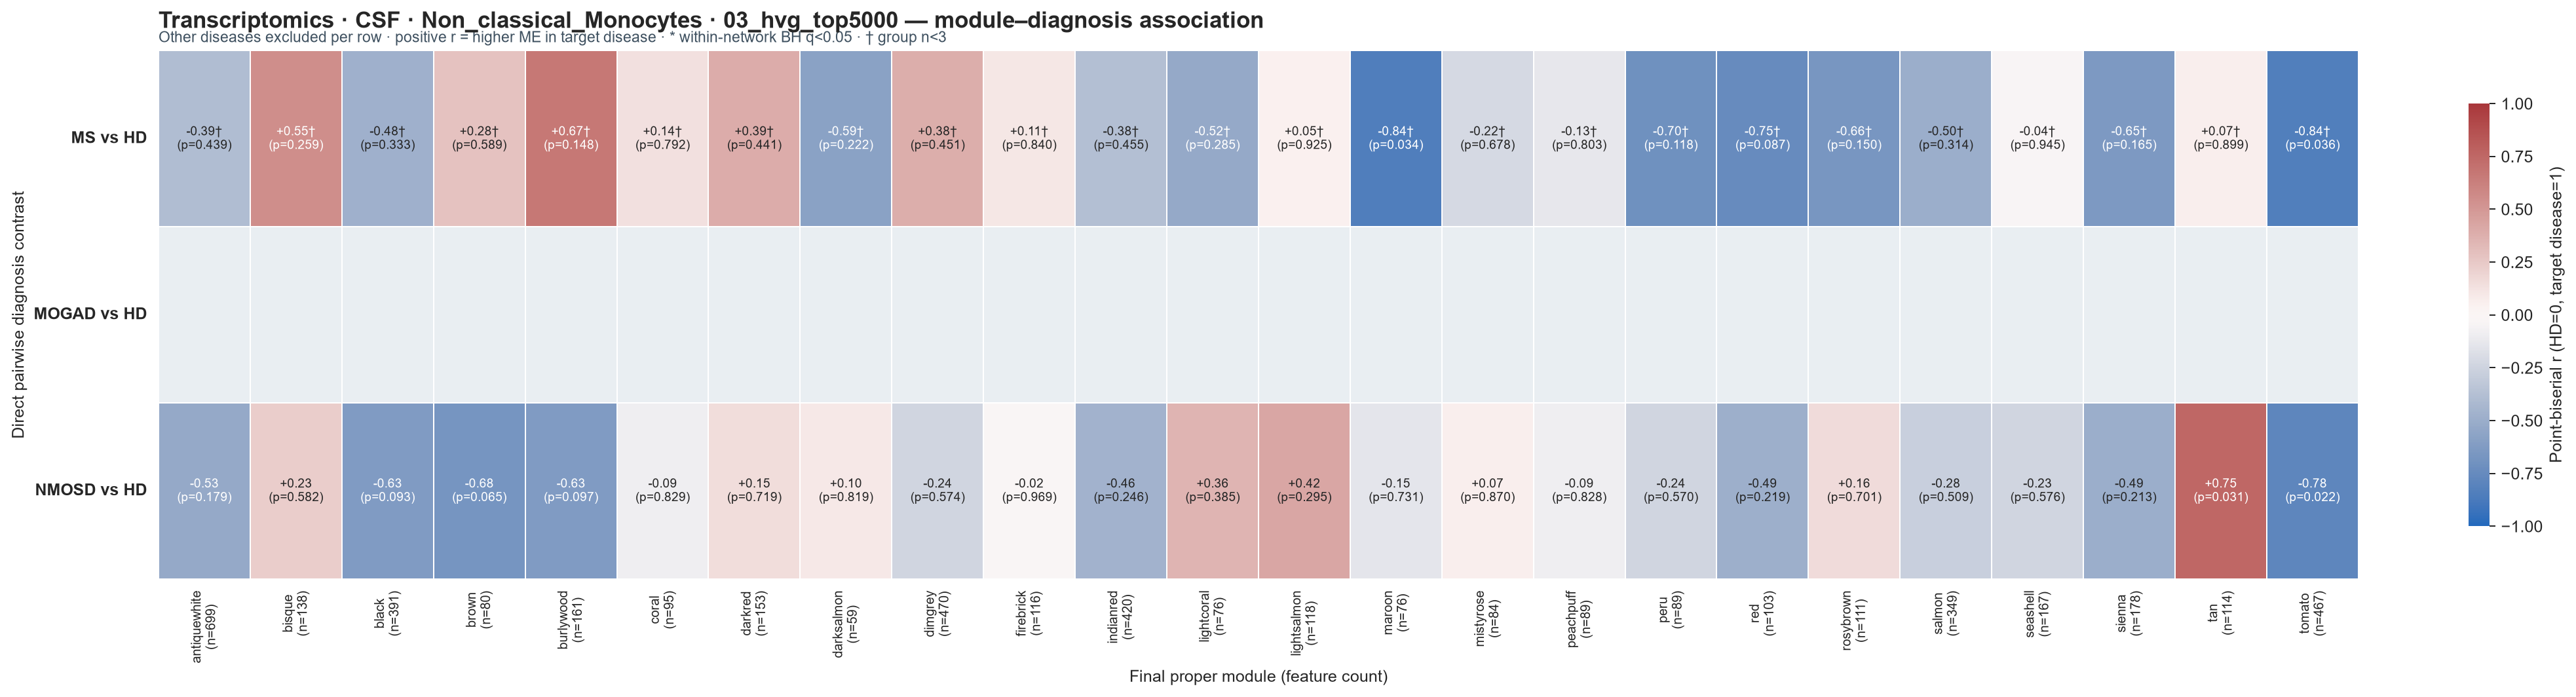 Transcriptomics · CSF · Non_classical_Monocytes · 03_hvg_top5000 — module–diagnosis association
Other diseases excluded per row · positive r = higher ME in target disease · * within-network BH q<0.05 · † group n<3
Direct pairwise diagnosis contrast
MS vs HD
-0.39† +0.55† -0.48† +0.28† +0.67† +0.14† +0.39† -0.59† +0.38† +0.11† -0.38† -0.52† +0.05† -0.84† -0.22† -0.13† -0.70† -0.75† -0.66† -0.50† -0.04† -0.65† +0.07† -0.84†
(p=0.439) (p=0.259) (p=0.333) (p=0.589) (p=0.148) (p=0.792) (p=0.441) (p=0.222) (p=0.451) (p=0.840) (p=0.455) (p=0.285) (p=0.925) (p=0.034) (p=0.678) (p=0.803) (p=0.118) (p=0.087) (p=0.150) (p=0.314) (p=0.945) (p=0.165) (p=0.899) (p=0.036)
MOGAD vs HD
NMOSD vs HD
-0.53 +0.23 -0.63 -0.68 -0.63 -0.09 +0.15 +0.10 -0.24 -0.02 -0.46 +0.36 +0.42 -0.15 +0.07 -0.09 -0.24 -0.49 +0.16 -0.28 -0.23 -0.49 +0.75 -0.78
(p=0.179) (p=0.582) (p=0.093) (p=0.065) (p=0.097) (p=0.829) (p=0.719) (p=0.819) (p=0.574) (p=0.969) (p=0.246) (p=0.385) (p=0.295) (p=0.731) (p=0.870) (p=0.828) (p=0.570) (p=0.219) (p=0.701) (p=0.509) (p=0.576) (p=0.213) (p=0.031) (p=0.022)
antiquewhite
(n=699)
bisque
(n=138)
black
(n=391)
brown
(n=80)
burlywood
(n=161)
coral
(n=95)
darkred
(n=153)
darksalmon
(n=59)
dimgrey
(n=470)
firebrick
(n=116)
indianred
(n=420)
lightcoral
(n=76)
lightsalmon
(n=118)
maroon
(n=76)
mistyrose
(n=84)
peachpuff
(n=89)
peru
(n=89)
red
(n=103)
rosybrown
(n=111)
salmon
(n=349)
seashell
(n=167)
sienna
(n=178)
tan
(n=114)
tomato
(n=467)
Final proper module (feature count)
1.00
0.75
0.50
0.25
0.00
−0.25
−0.50
−0.75
−1.00
Point-biserial r (HD=0, target disease=1)